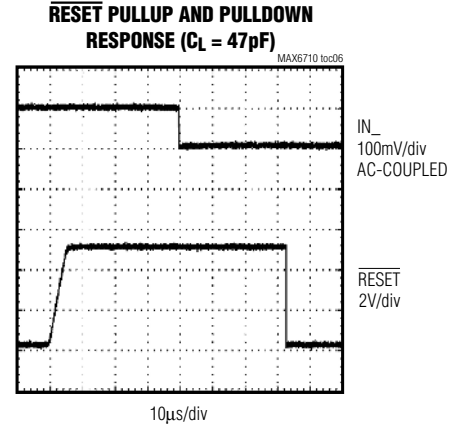 RESET PULLUP AND PULLDOWN
RESPONSE (CL = 47pF)
MAX6710 toc06
IN_
100mV/div
AC-COUPLED
RESET
2V/div
10μs/div